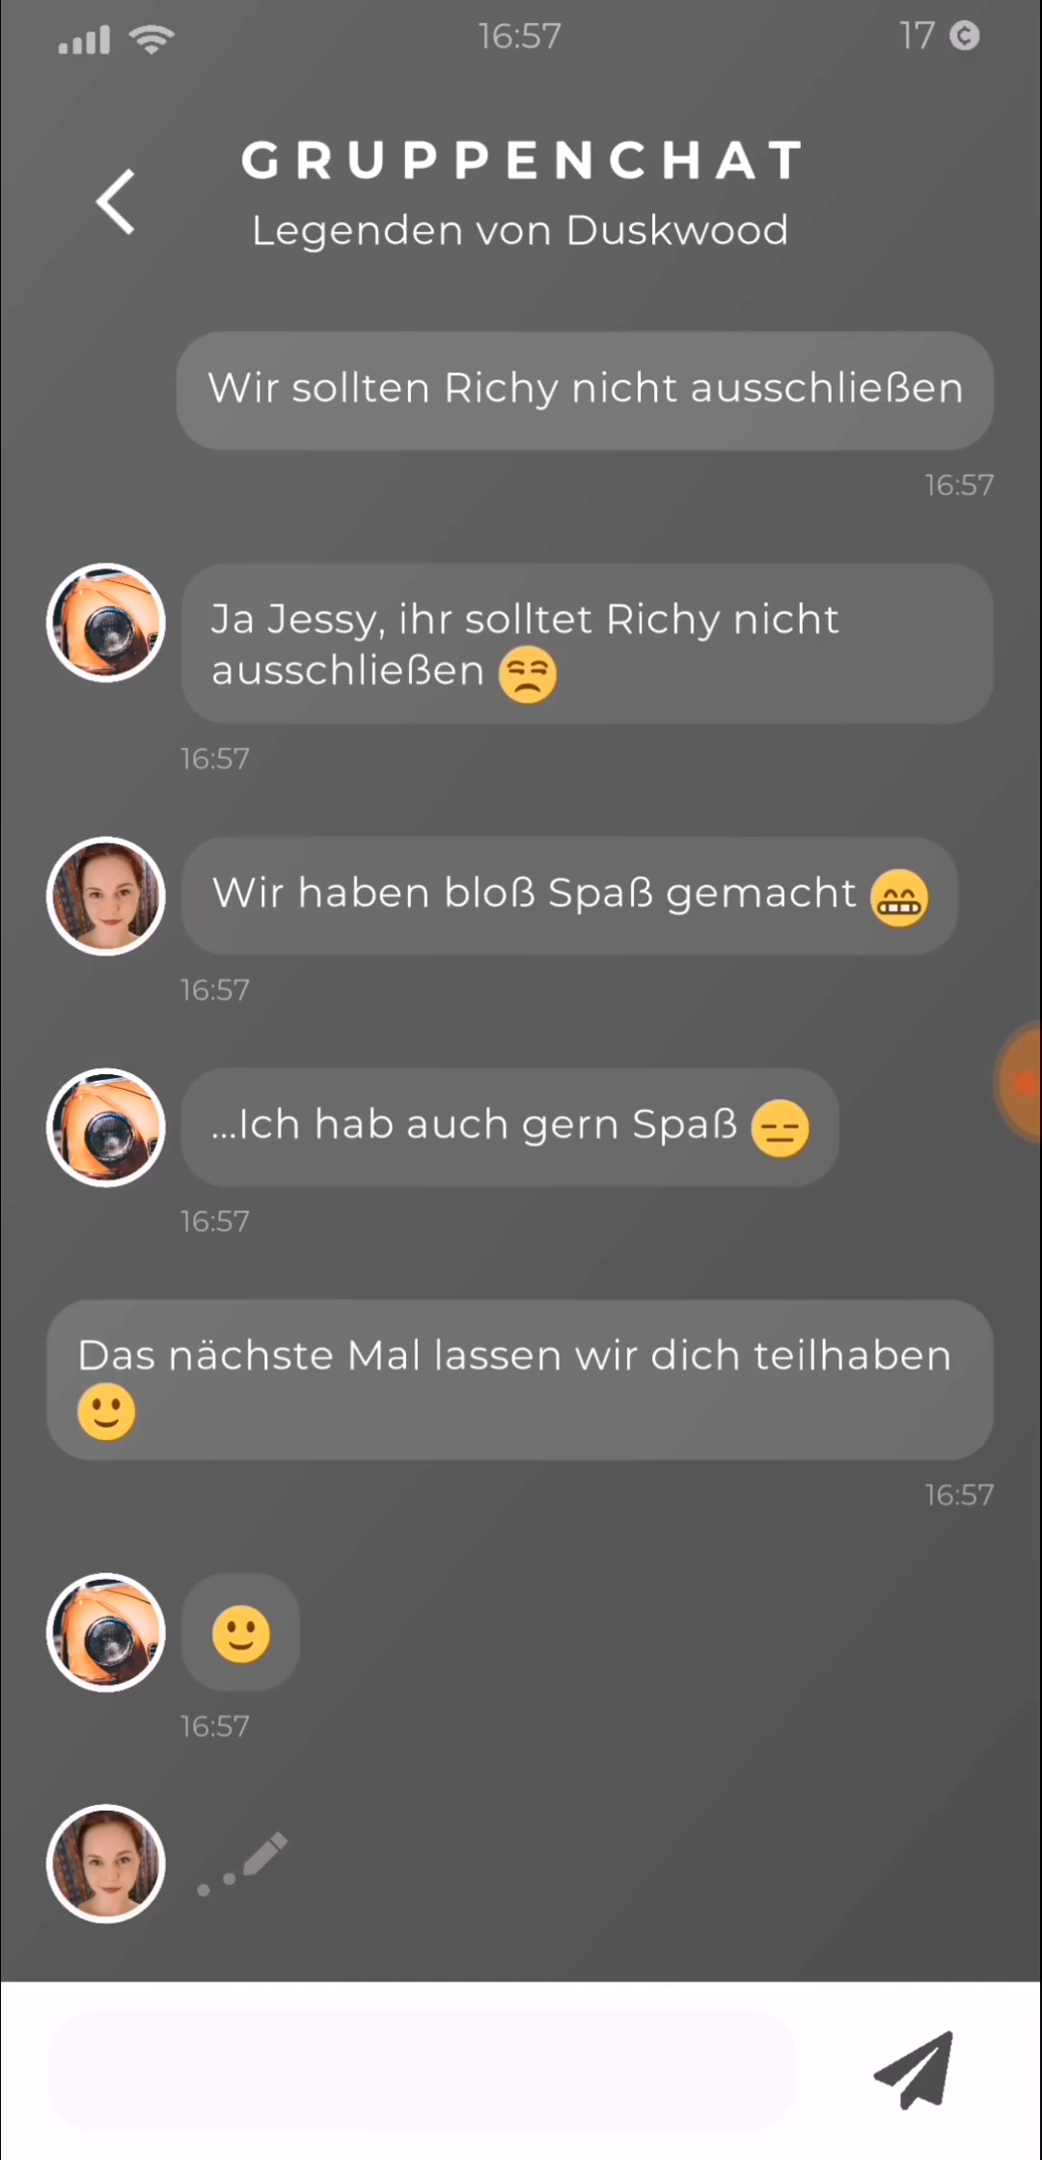 16:57
17
GRUPPENCHAT
Legenden von Duskwood
Wir sollten Richy nicht ausschließen
16:57
Ja Jessy, ihr solltet Richy nicht
ausschließen 😒
16:57
Wir haben bloß Spaß gemacht 😁
16:57
...Ich hab auch gern Spaß 😑
16:57
Das nächste Mal lassen wir dich teilhaben
🙂
16:57
🙂
16:57